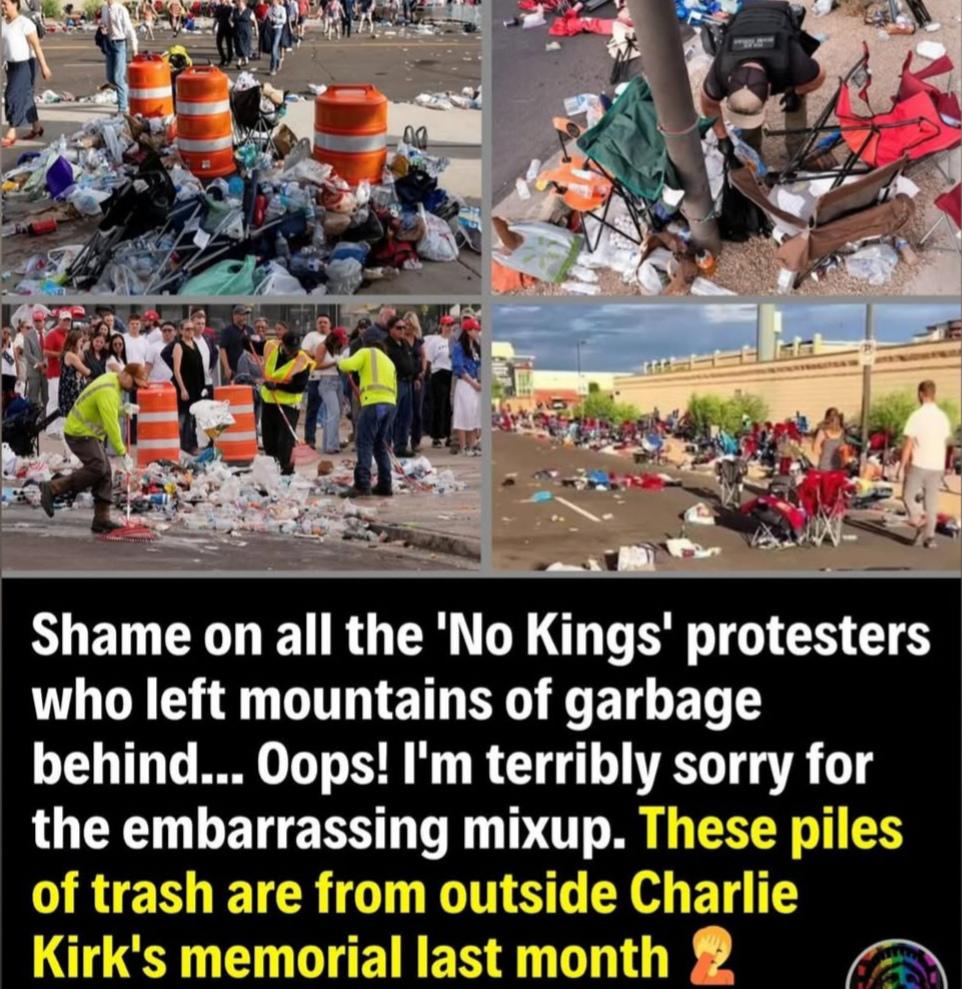 Shame on all the 'No Kings' protesters
who left mountains of garbage
behind... Oops! I'm terribly sorry for
the embarrassing mixup. These piles
of trash are from outside Charlie
Kirk's memorial last month 🤦